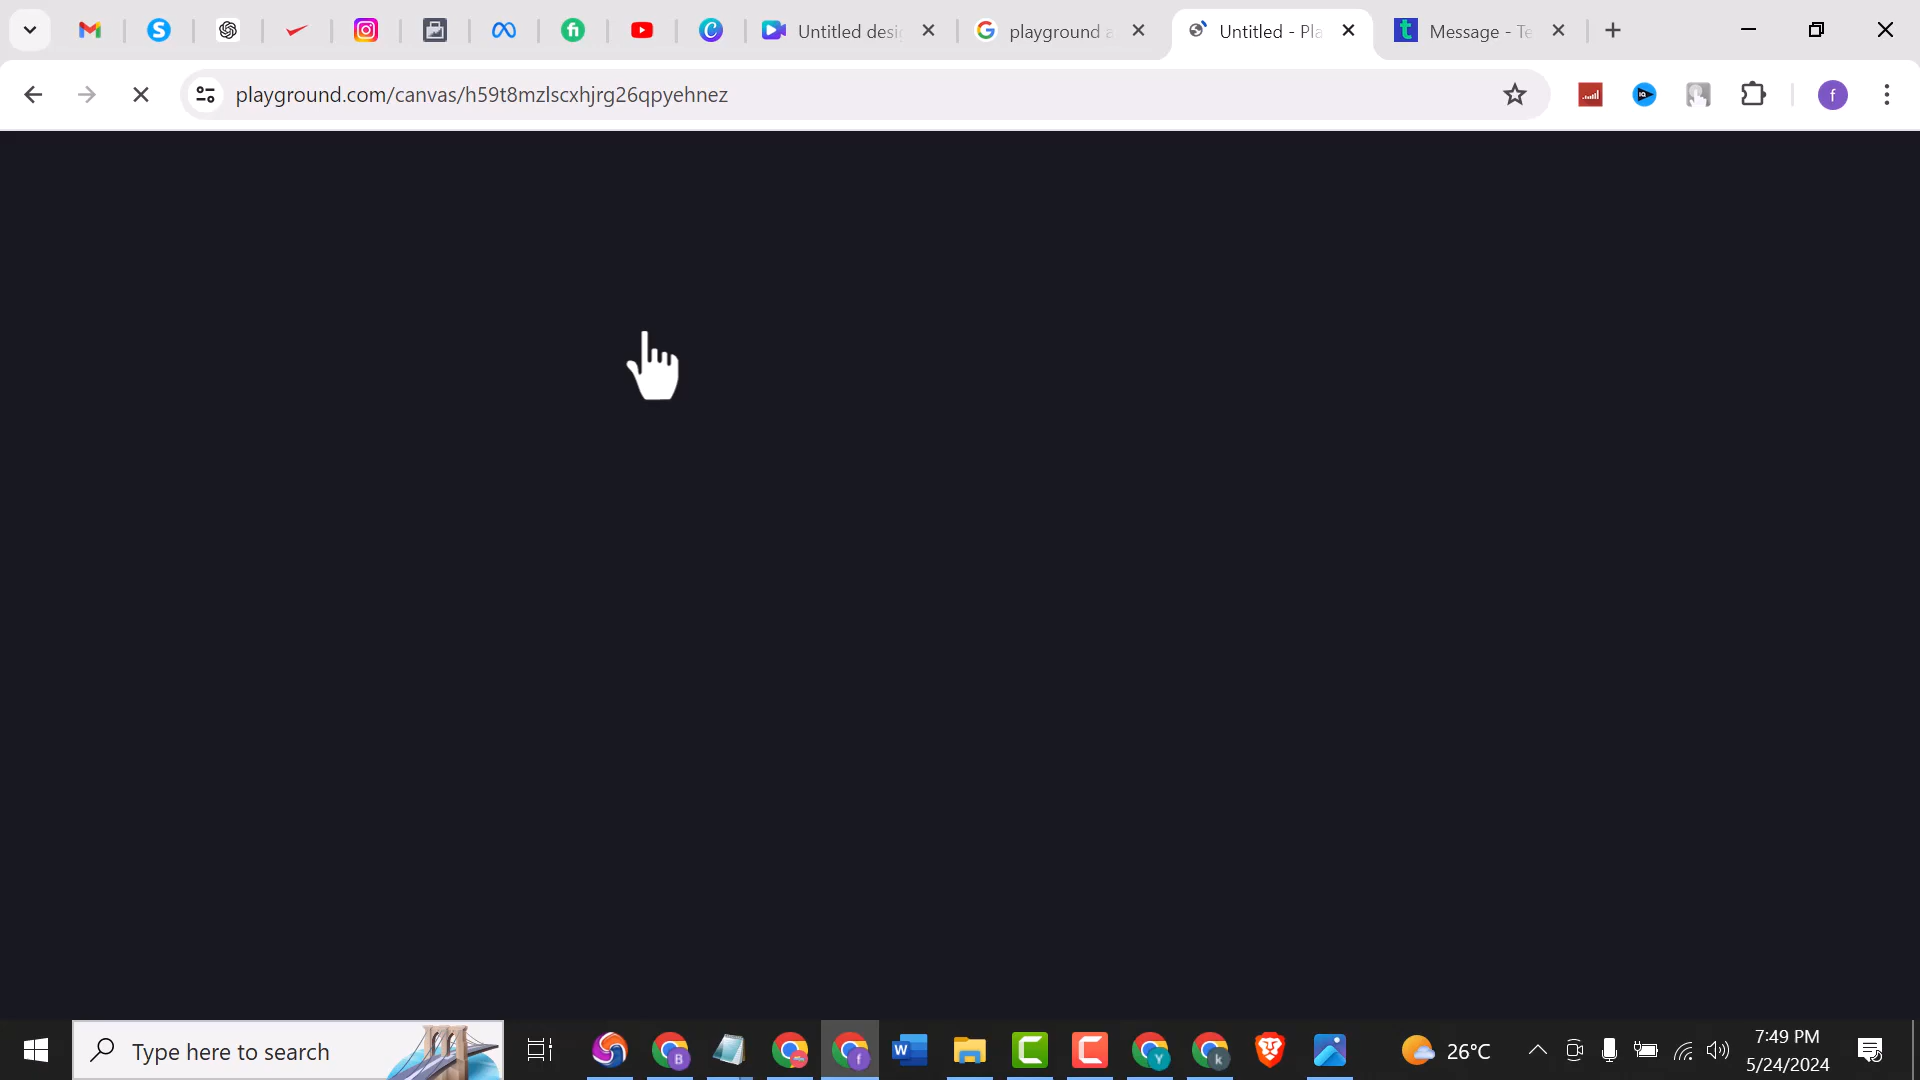 Untitled desi
playground a
Untitled - Pla
Message - Te
playground.com/canvas/h59t8mzlscxhjrg26qpyehnez
f
Type here to search
B
f
W
Y
k
26°C
7:49 PM
5/24/2024